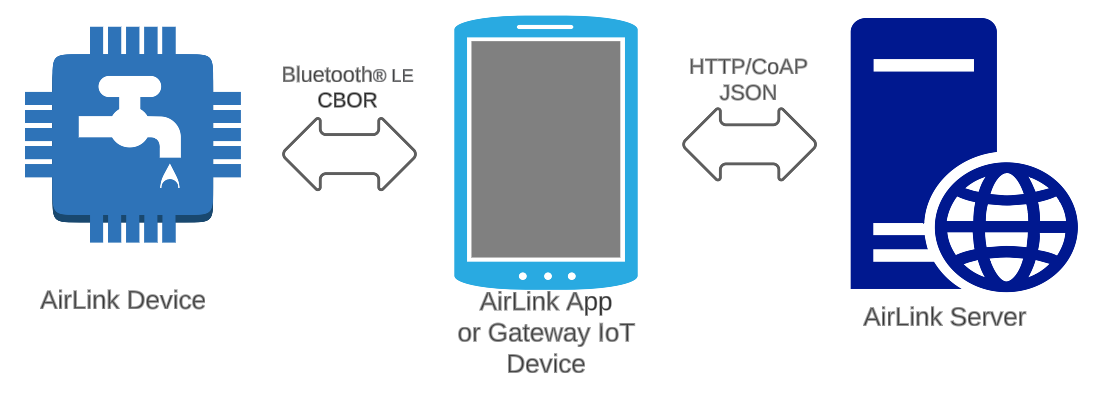 Bluetooth® LE
CBOR
HTTP/CoAP
JSON
AirLink Device
AirLink App
or Gateway IoT
Device
AirLink Server